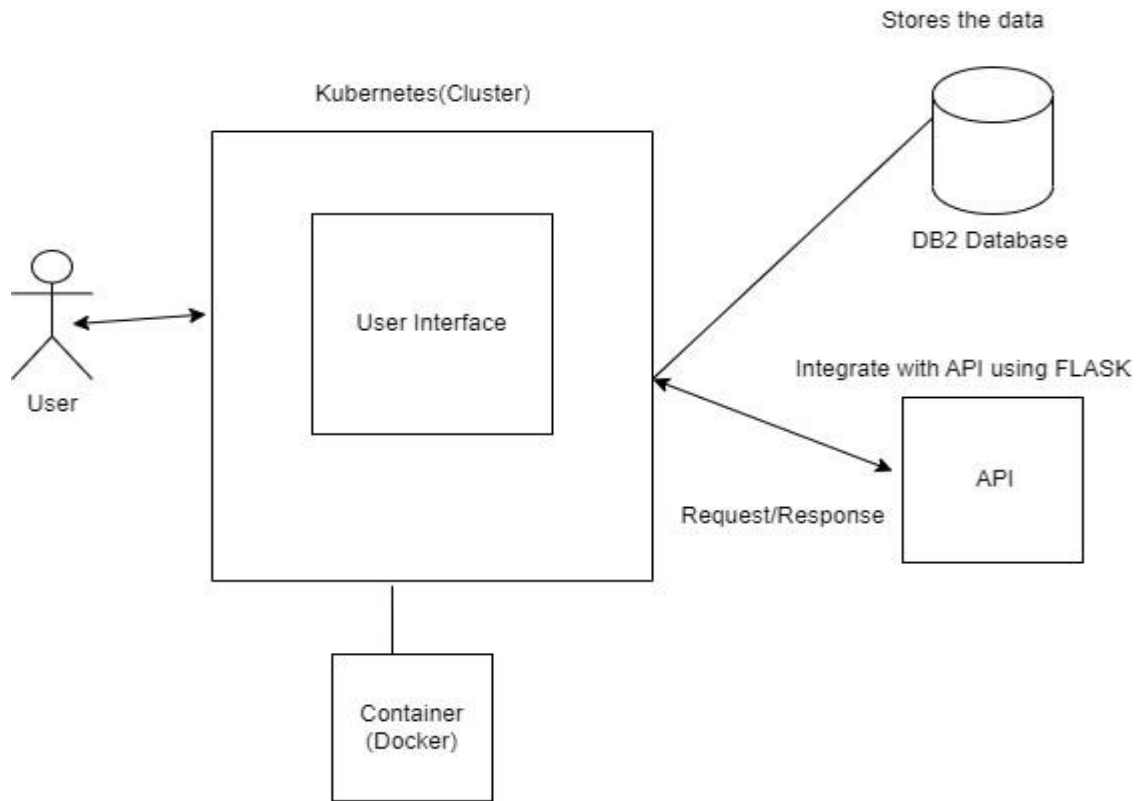 Stores the data
Kubernetes(Cluster)
DB2 Database
User Interface
User
Integrate with API using FLASK
API
Request/Response
Container
(Docker)